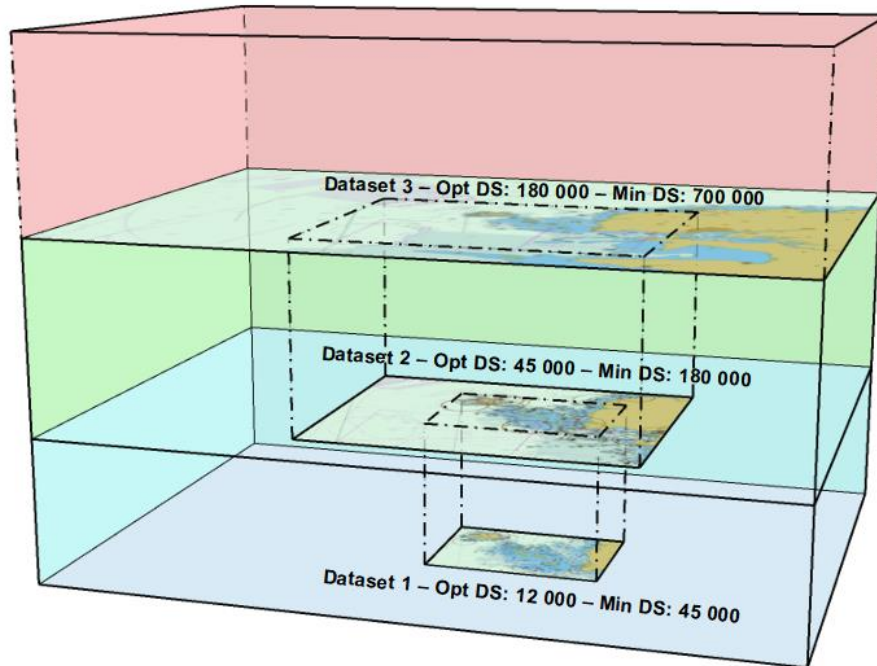 Dataset 3 – Opt DS: 180 000 – Min DS: 700 000
Dataset 2 – Opt DS: 45 000 – Min DS: 180 000
Dataset 1 – Opt DS: 12 000 – Min DS: 45 000